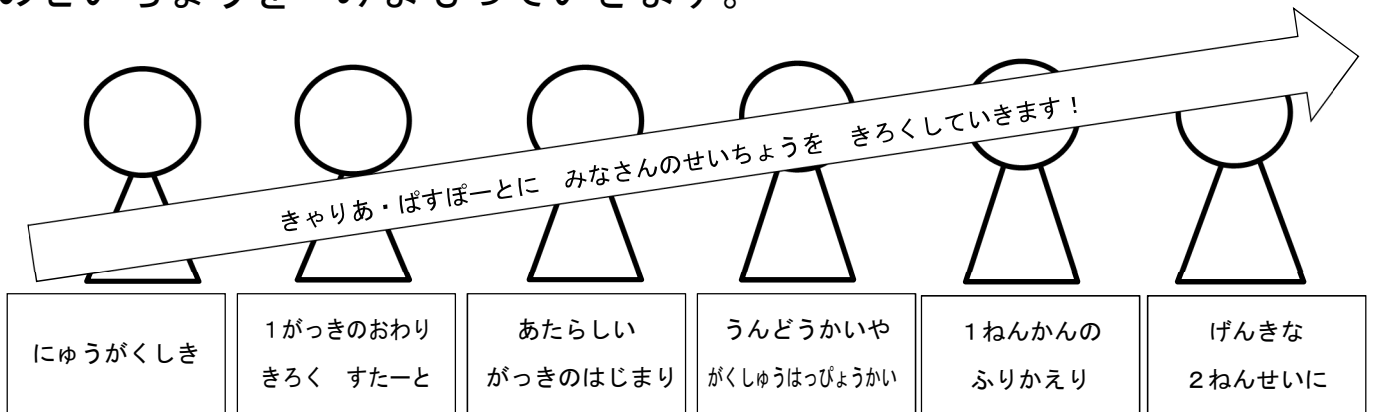 のせいちょうを　みまもっていきます。
きゃりあ・ぱすぽーとに　みなさんのせいちょうを　きろくしていきます！
にゅうがくしき
１がっきのおわり
きろく　すたーと
あたらしい
がっきのはじまり
うんどうかいや
がくしゅうはっぴょうかい
１ねんかんの
ふりかえり
げんきな
２ねんせいに